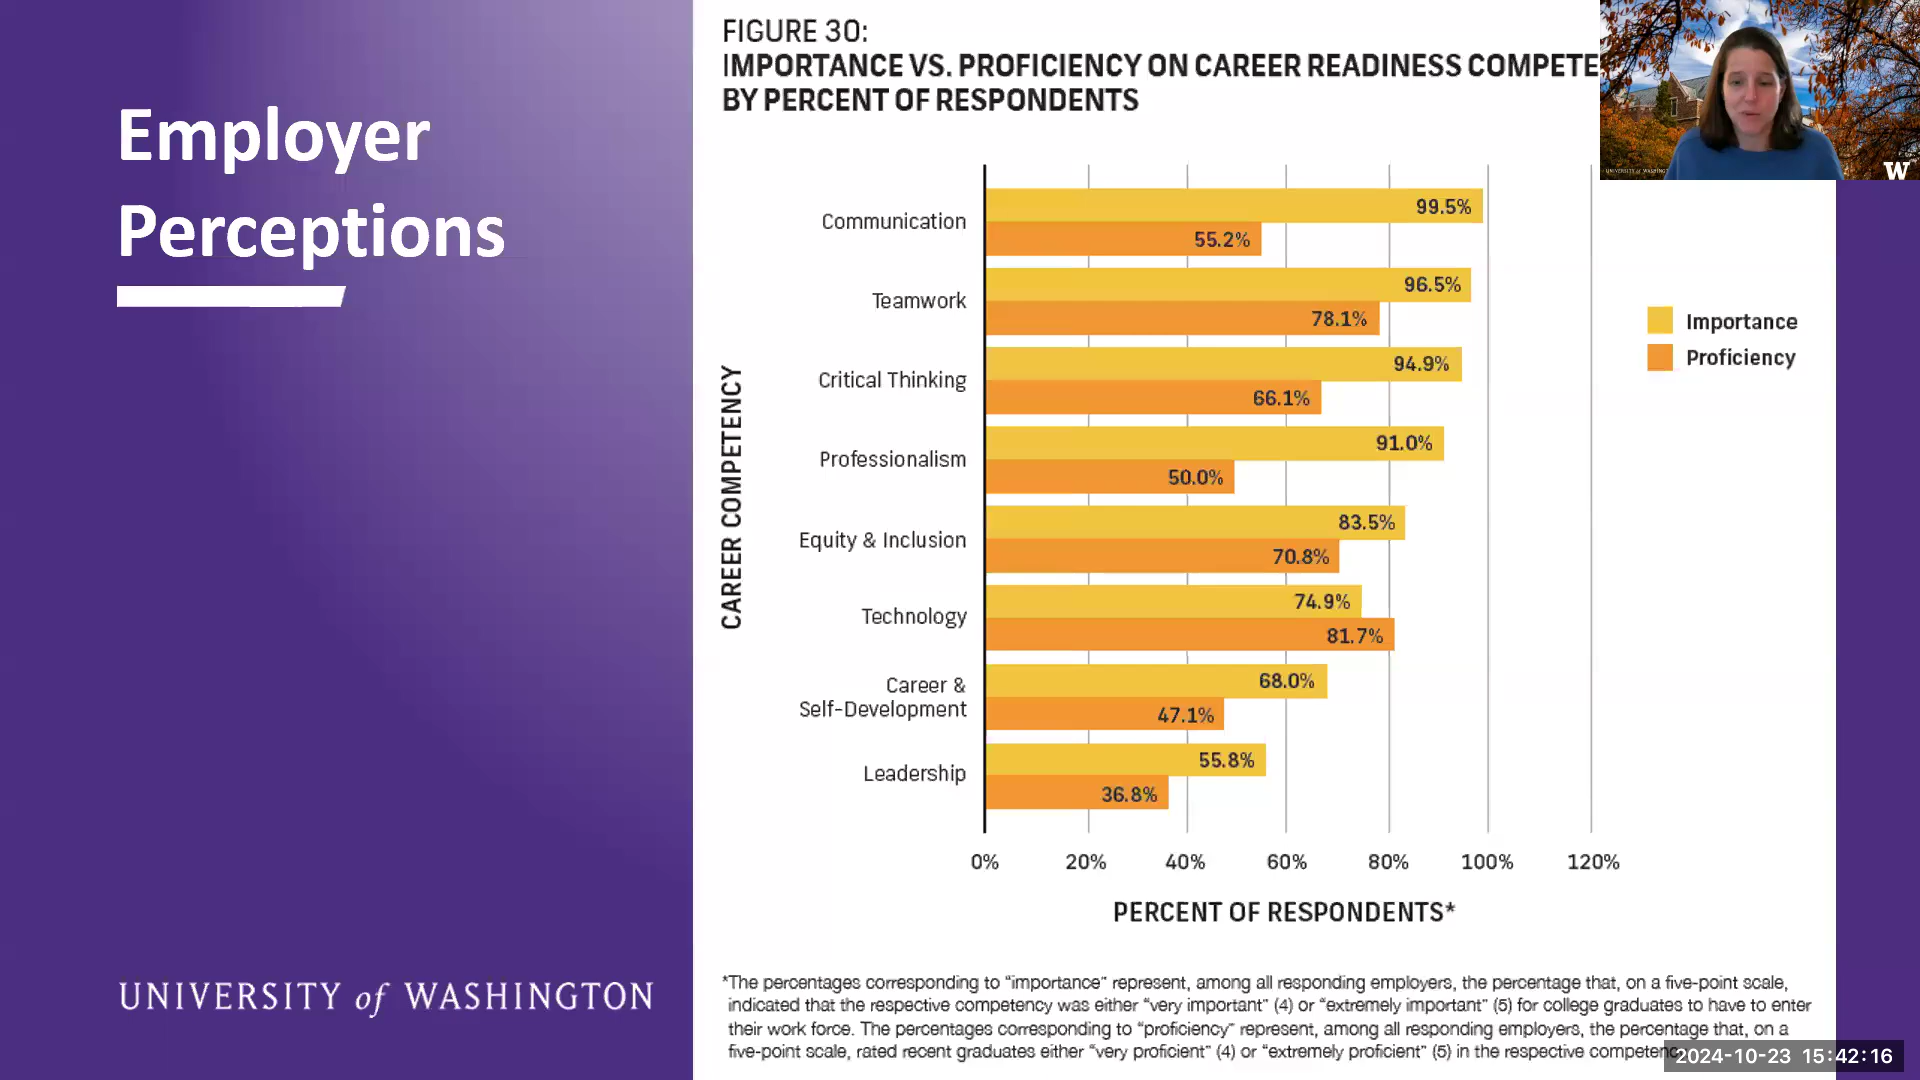 Employer
Perceptions
UNIVERSITY of WASHINGTON
FIGURE 30:
IMPORTANCE VS. PROFICIENCY ON CAREER READINESS COMPETE
BY PERCENT OF RESPONDENTS
UNIVERSITY of WASHINGTON
W
CAREER COMPETENCY
Communication
99.5%
55.2%
Teamwork
96.5%
78.1%
Critical Thinking
94.9%
66.1%
Professionalism
91.0%
50.0%
Equity & Inclusion
83.5%
70.8%
Technology
74.9%
81.7%
Career &
Self-Development
68.0%
47.1%
Leadership
55.8%
36.8%
0% 20% 40% 60% 80% 100% 120%
PERCENT OF RESPONDENTS*
Importance
Proficiency
*The percentages corresponding to "importance" represent, among all responding employers, the percentage that, on a five-point scale,
indicated that the respective competency was either "very important" (4) or "extremely important" (5) for college graduates to have to enter
their work force. The percentages corresponding to "proficiency" represent, among all responding employers, the percentage that, on a
five-point scale, rated recent graduates either "very proficient" (4) or "extremely proficient" (5) in the respective competenc
2024-10-23 15:42:16